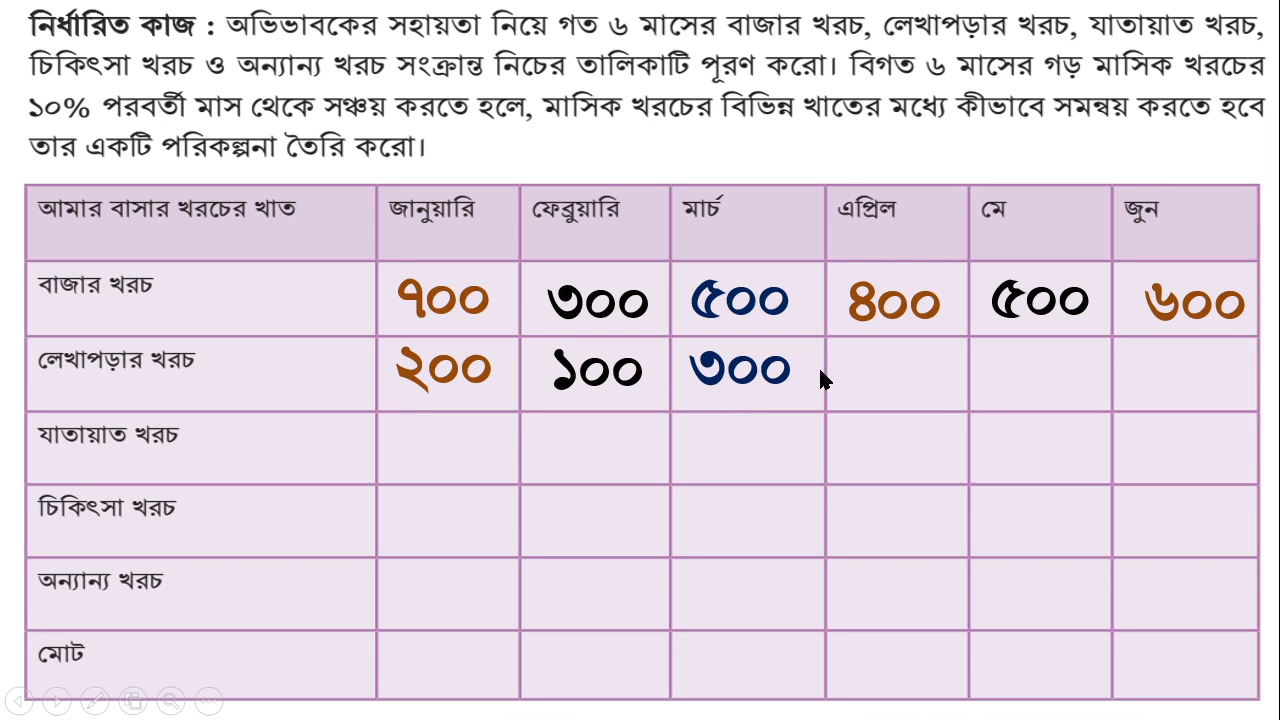 নির্ধারিত কাজ : অভিভাবকের সহায়তা নিয়ে গত ৬ মাসের বাজার খরচ, লেখাপড়ার খরচ, যাতায়াত খরচ,
চিকিৎসা খরচ ও অন্যান্য খরচ সংক্রান্ত নিচের তালিকাটি পূরণ করো। বিগত ৬ মাসের গড় মাসিক খরচের
১০% পরবর্তী মাস থেকে সঞ্চয় করতে হলে, মাসিক খরচের বিভিন্ন খাতের মধ্যে কীভাবে সমন্বয় করতে হবে
তার একটি পরিকল্পনা তৈরি করো।
আমার বাসার খরচের খাত জানুয়ারি ফেব্রুয়ারি মার্চ এপ্রিল মে জুন
বাজার খরচ ৭০০ ৩০০ ৫০০ ৪০০ ৫০০ ৬০০
লেখাপড়ার খরচ ২০০ ১০০ ৩০০
যাতায়াত খরচ
চিকিৎসা খরচ
অন্যান্য খরচ
মোট